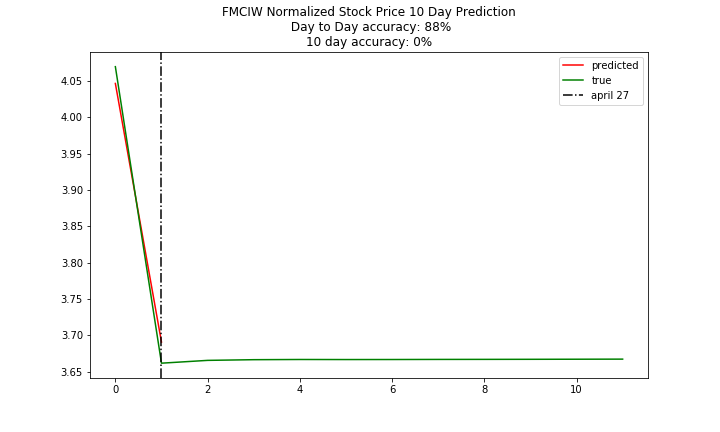 FMCIW Normalized Stock Price 10 Day Prediction
Day to Day accuracy: 88%
10 day accuracy: 0%
predicted
true
april 27
4.05
4.00
3.95
3.90
3.85
3.80
3.75
3.70
3.65
0 2 4 6 8 10